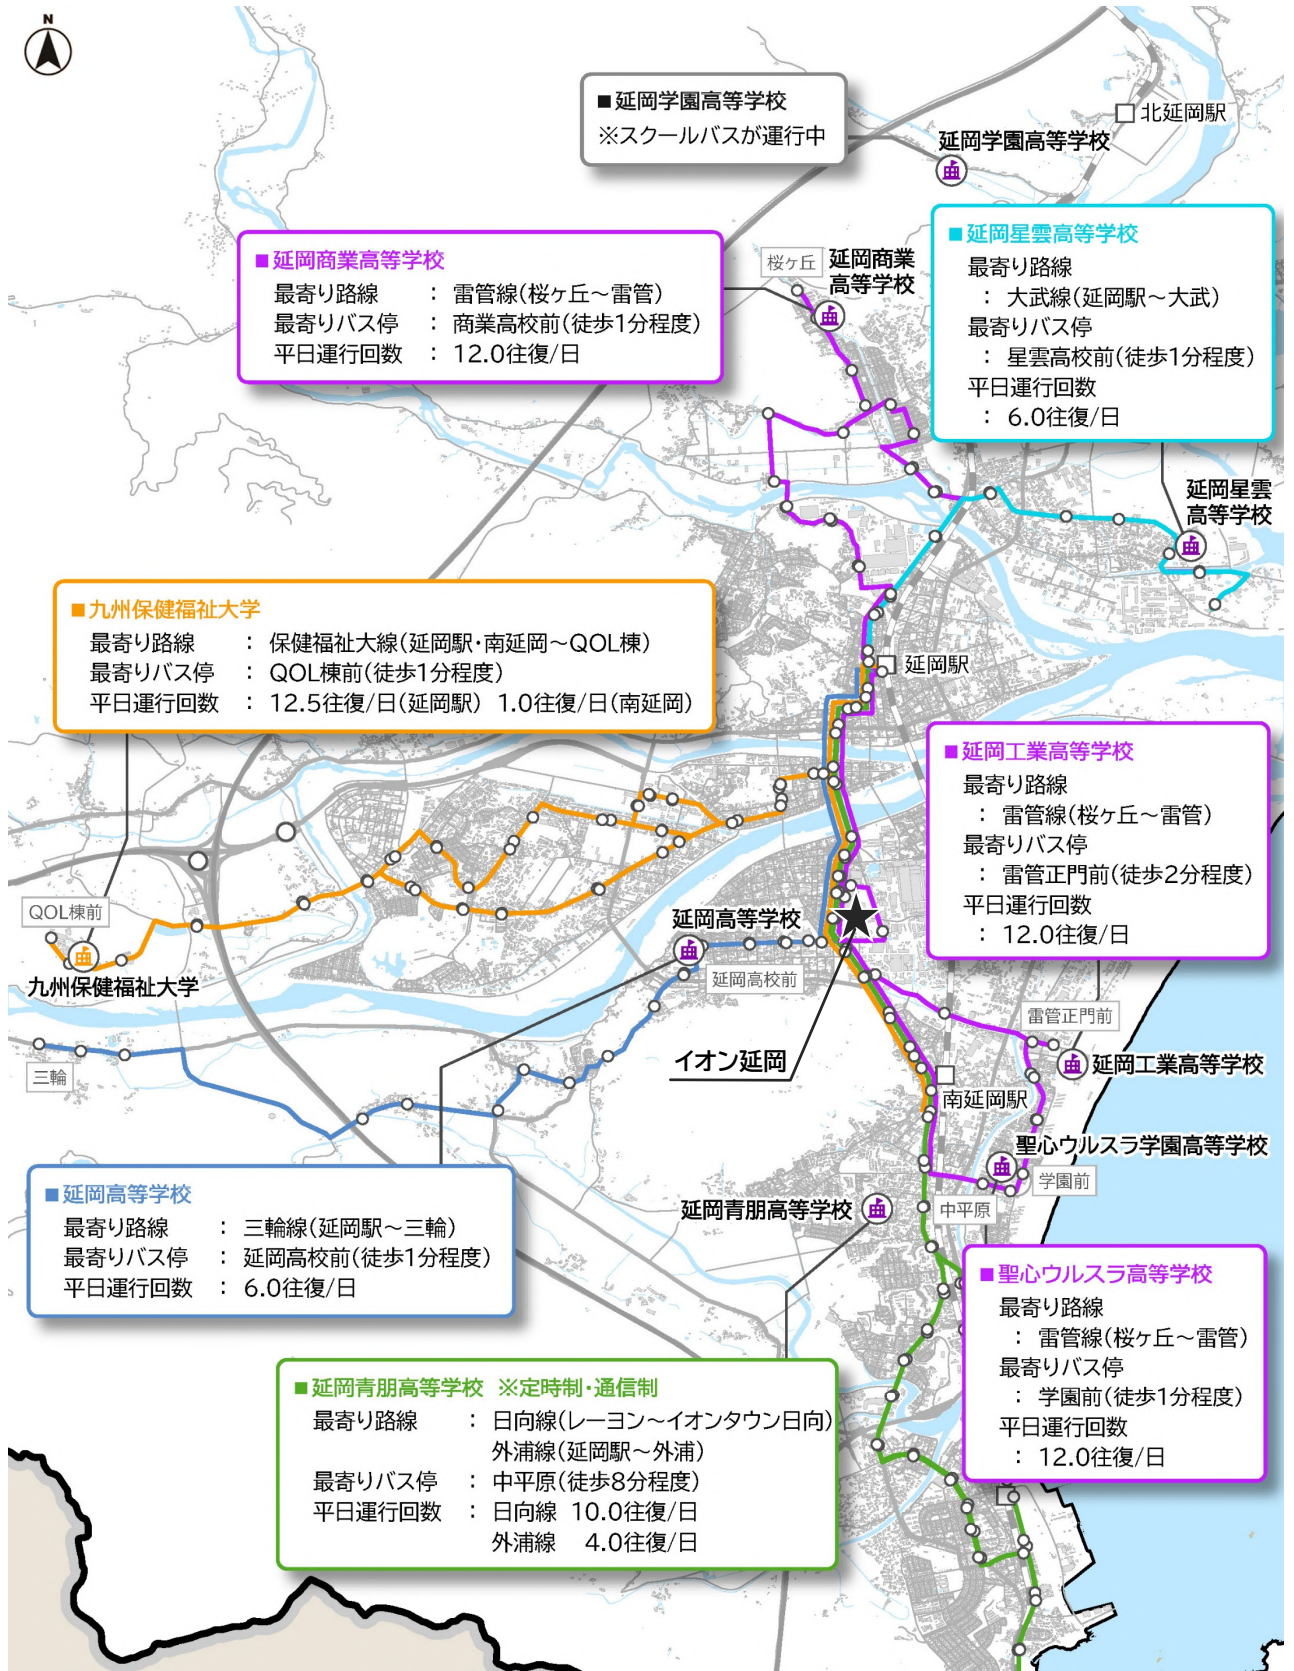 N
■延岡学園高等学校
※スクールバスが運行中
北延岡駅
延岡学園高等学校
■延岡商業高等学校
最寄り路線 : 雷管線(桜ヶ丘～雷管)
最寄りバス停 : 商業高校前(徒歩1分程度)
平日運行回数 : 12.0往復/日
桜ヶ丘
延岡商業
高等学校
■延岡星雲高等学校
最寄り路線
: 大武線(延岡駅～大武)
最寄りバス停
: 星雲高校前(徒歩1分程度)
平日運行回数
: 6.0往復/日
延岡星雲
高等学校
■九州保健福祉大学
最寄り路線 : 保健福祉大線(延岡駅・南延岡～QOL棟)
最寄りバス停 : QOL棟前(徒歩1分程度)
平日運行回数 : 12.5往復/日(延岡駅) 1.0往復/日(南延岡)
延岡駅
■延岡工業高等学校
最寄り路線
: 雷管線(桜ヶ丘～雷管)
最寄りバス停
: 雷管正門前(徒歩2分程度)
平日運行回数
: 12.0往復/日
QOL棟前
九州保健福祉大学
延岡高等学校
延岡高校前
イオン延岡
雷管正門前
延岡工業高等学校
三輪
南延岡駅
聖心ウルスラ学園高等学校
学園前
中平原
延岡青朋高等学校
■延岡高等学校
最寄り路線 : 三輪線(延岡駅～三輪)
最寄りバス停 : 延岡高校前(徒歩1分程度)
平日運行回数 : 6.0往復/日
■聖心ウルスラ高等学校
最寄り路線
: 雷管線(桜ヶ丘～雷管)
最寄りバス停
: 学園前(徒歩1分程度)
平日運行回数
: 12.0往復/日
■延岡青朋高等学校 ※定時制・通信制
最寄り路線 : 日向線(レーヨン～イオンタウン日向)
外浦線(延岡駅～外浦)
最寄りバス停 : 中平原(徒歩8分程度)
平日運行回数 : 日向線 10.0往復/日
外浦線 4.0往復/日